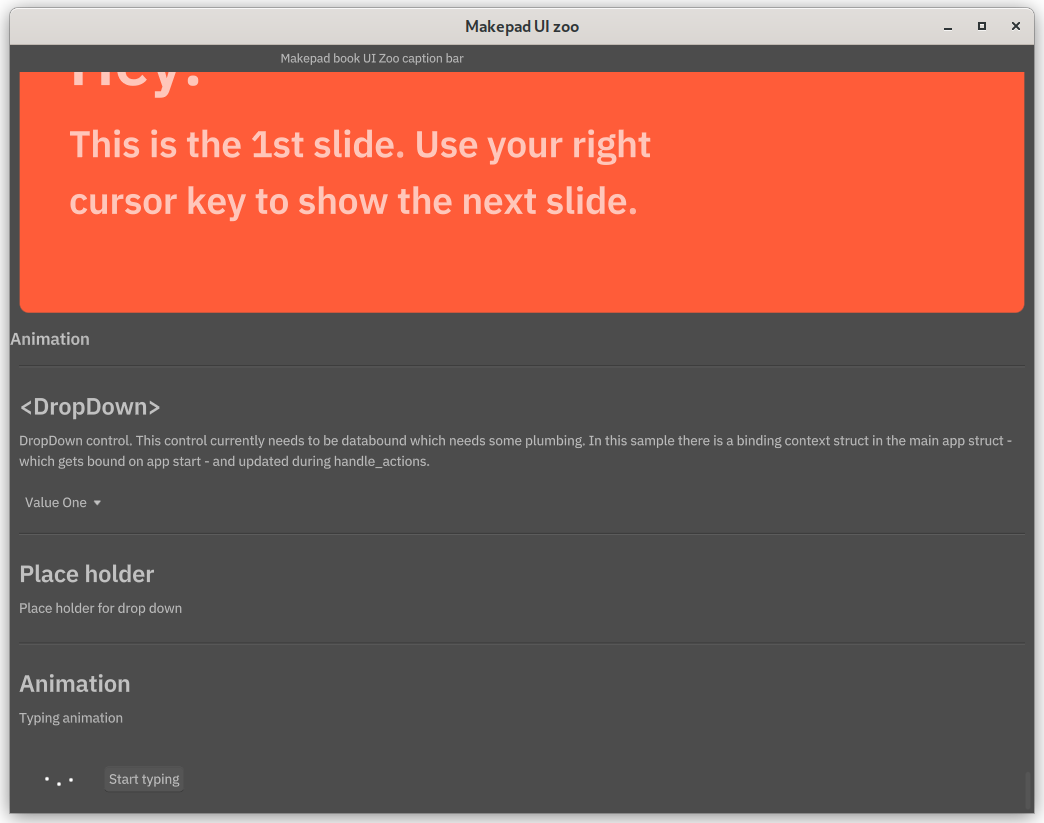 Makepad UI zoo
Makepad book UI Zoo caption bar
Hey!
This is the 1st slide. Use your right
cursor key to show the next slide.
Animation
<DropDown>
DropDown control. This control currently needs to be databound which needs some plumbing. In this sample there is a binding context struct in the main app struct -
which gets bound on app start - and updated during handle_actions.
Value One
Place holder
Place holder for drop down
Animation
Typing animation
Start typing